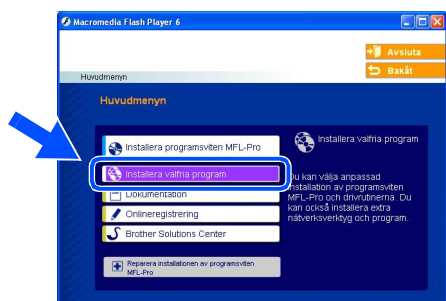 Macromedia Flash Player 6
Avsluta
Bakåt
Huvudmenyn
Huvudmenyn
Installera programsviten MFL-Pro
Installera valfria program
Dokumentation
Onlineregistrering
Brother Solutions Center
Reparera installationen av programsviten
MFL-Pro
Installera valfria program
Du kan välja anpassad
installation av programsviten
MFL-Pro och drivrutinerna. Du
kan också installera extra
nätverksverktyg och program.